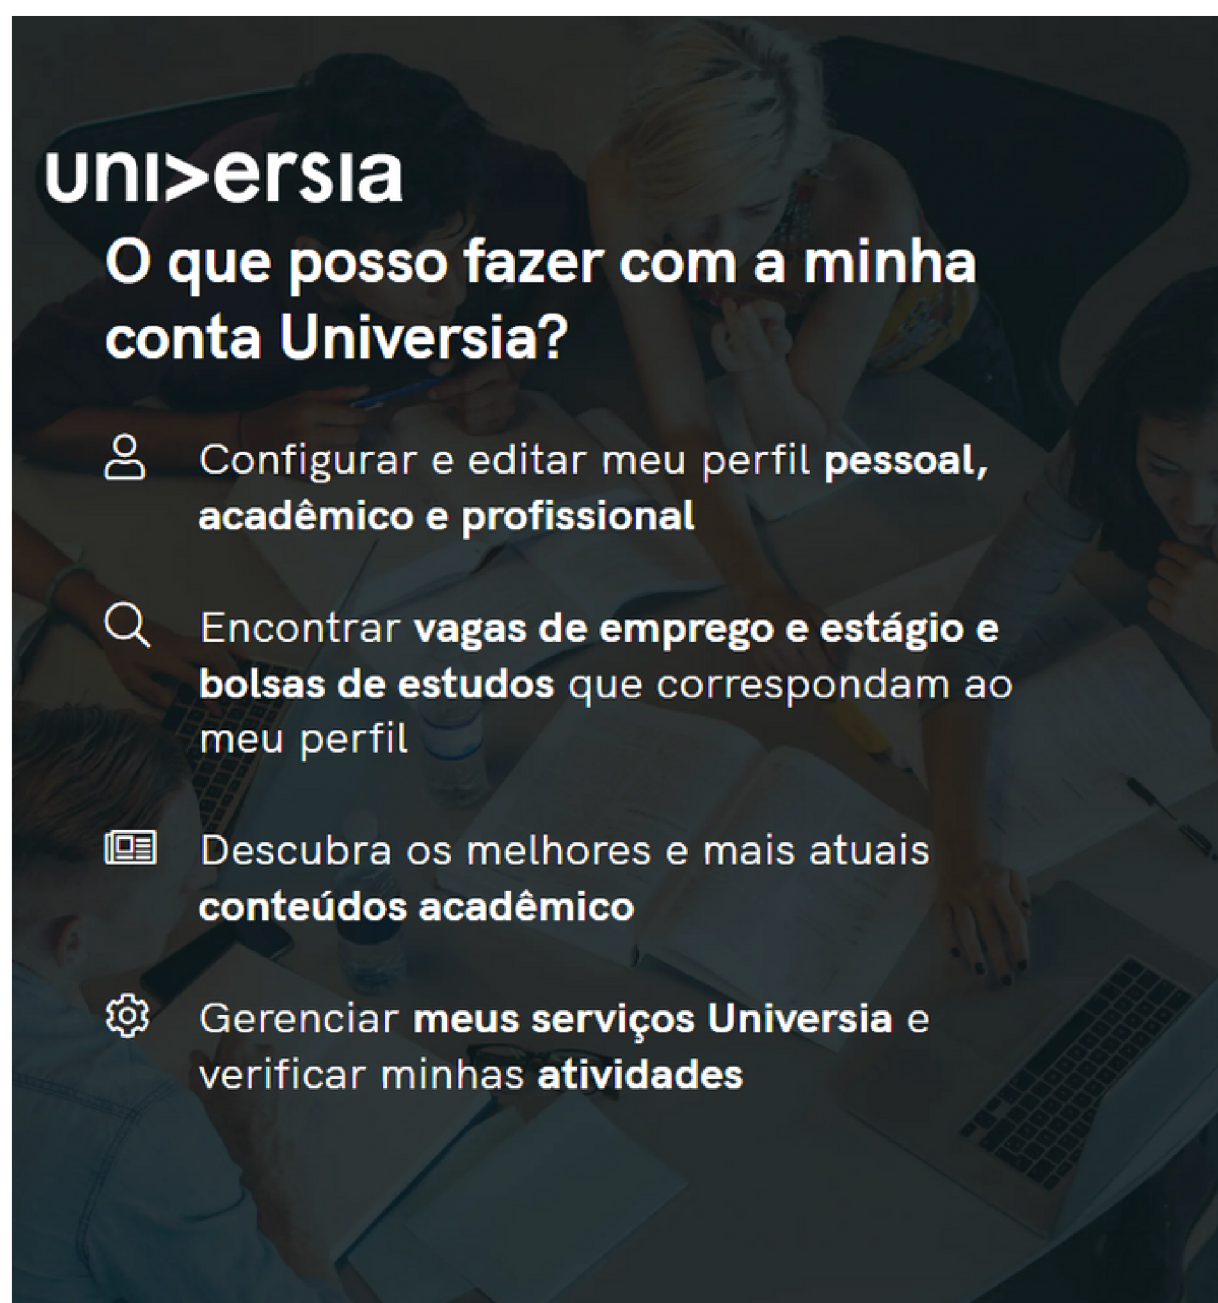 uni>ersia
O que posso fazer com a minha
conta Universia?
Configurar e editar meu perfil pessoal,
acadêmico e profissional
Encontrar vagas de emprego e estágio e
bolsas de estudos que correspondam ao
meu perfil
Descubra os melhores e mais atuais
conteúdos acadêmico
Gerenciar meus serviços Universia e
verificar minhas atividades